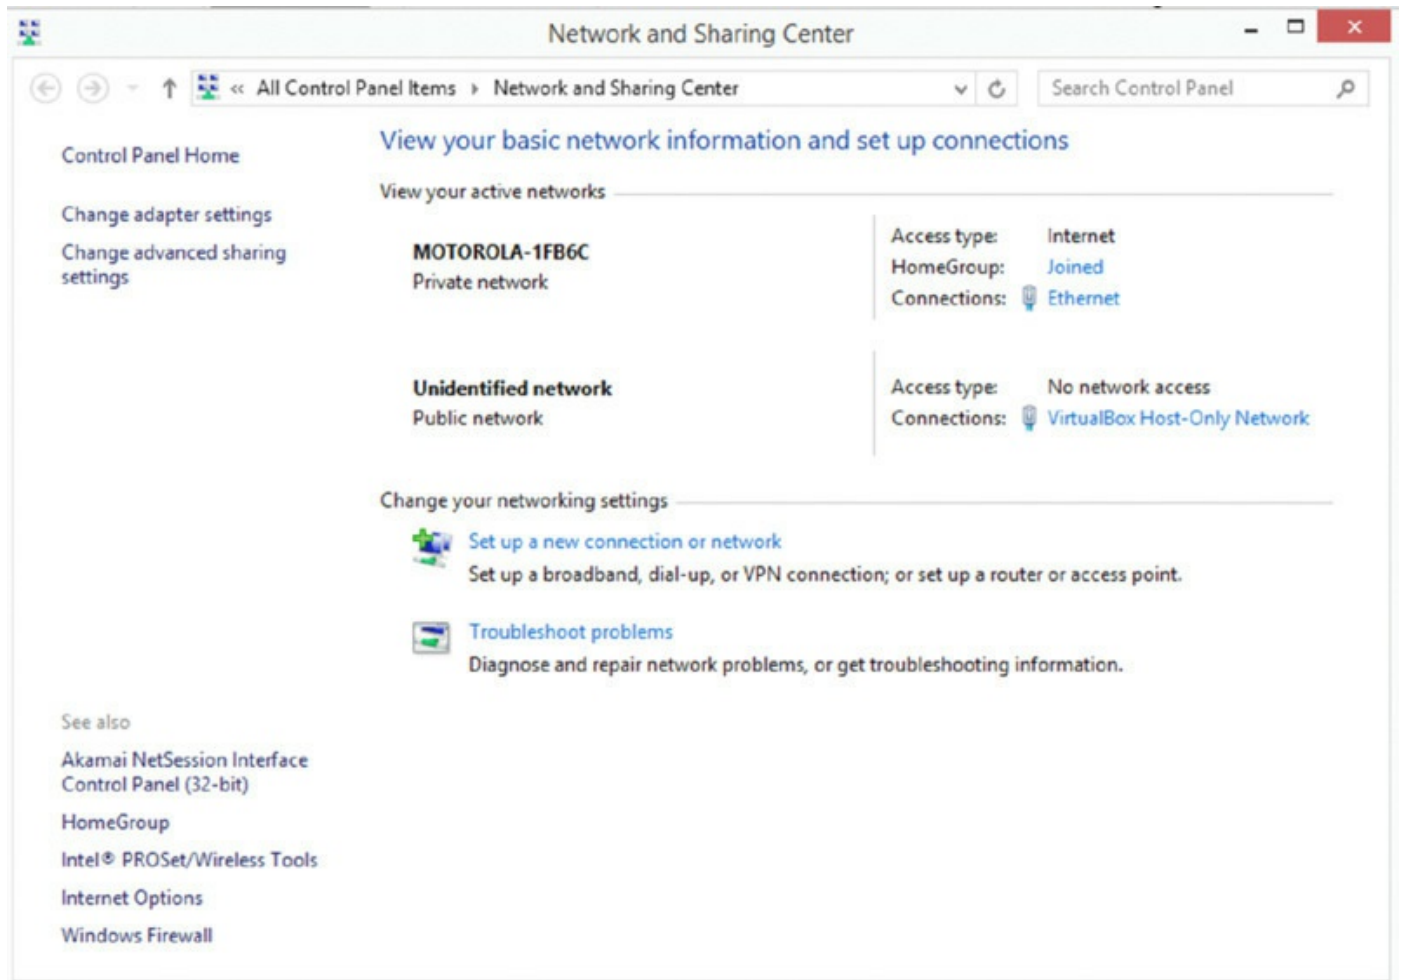 Network and Sharing Center
« All Control Panel Items Network and Sharing Center
Search Control Panel
Control Panel Home
Change adapter settings
Change advanced sharing
settings
View your basic network information and set up connections
View your active networks
MOTOROLA-1FB6C
Private network
Access type: Internet
HomeGroup: Joined
Connections: Ethernet
Unidentified network
Public network
Access type: No network access
Connections: VirtualBox Host-Only Network
Change your networking settings
Set up a new connection or network
Set up a broadband, dial-up, or VPN connection; or set up a router or access point.
Troubleshoot problems
Diagnose and repair network problems, or get troubleshooting information.
See also
Akamai NetSession Interface
Control Panel (32-bit)
HomeGroup
Intel® PROSet/Wireless Tools
Internet Options
Windows Firewall